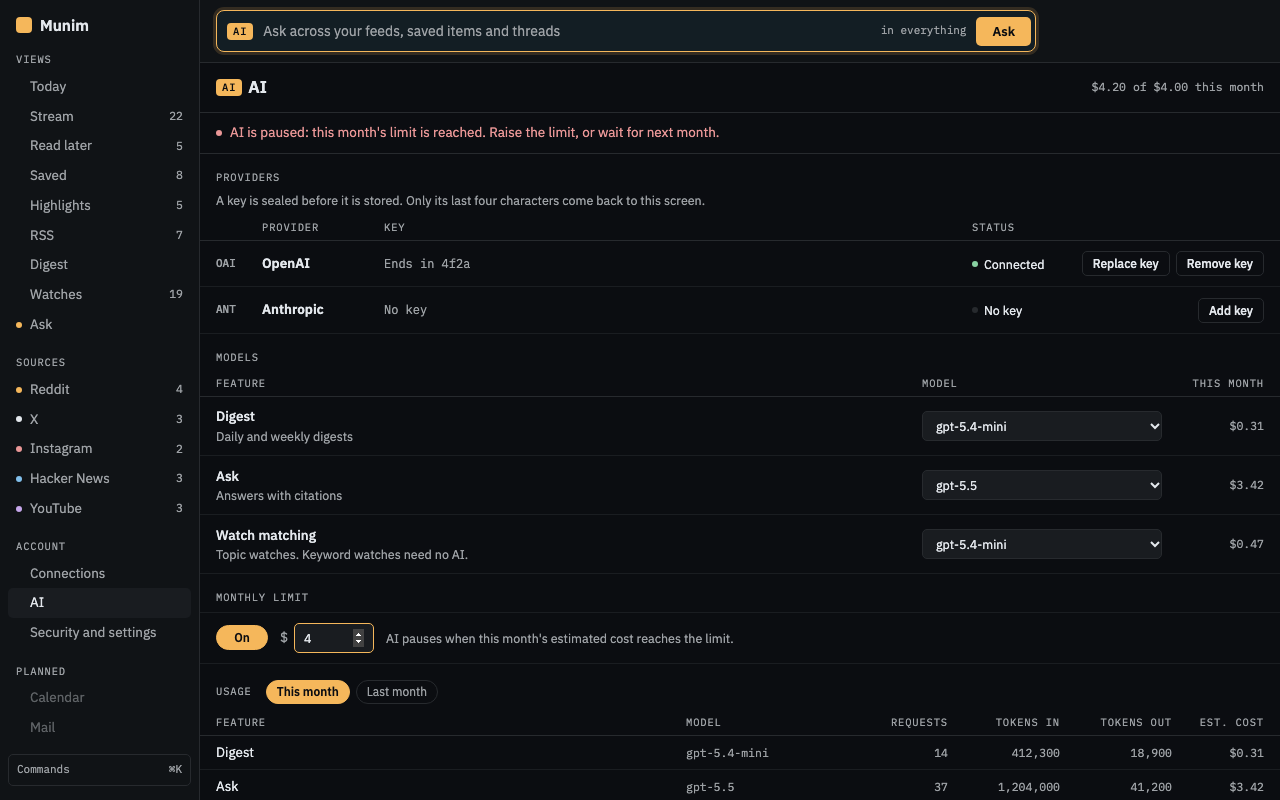 Munim
VIEWS
Today
Stream 22
Read later 5
Saved 8
Highlights 5
RSS 7
Digest
Watches 19
Ask
SOURCES
Reddit 4
X 3
Instagram 2
Hacker News 3
YouTube 3
ACCOUNT
Connections
AI
Security and settings
PLANNED
Calendar
Mail
Commands ⌘K
AI Ask across your feeds, saved items and threads in everything Ask
AI AI $4.20 of $4.00 this month
AI is paused: this month's limit is reached. Raise the limit, or wait for next month.
PROVIDERS
A key is sealed before it is stored. Only its last four characters come back to this screen.
PROVIDER KEY STATUS
OAI OpenAI Ends in 4f2a Connected Replace key Remove key
ANT Anthropic No key No key Add key
MODELS
FEATURE MODEL THIS MONTH
Digest
Daily and weekly digests
gpt-5.4-mini $0.31
Ask
Answers with citations
gpt-5.5 $3.42
Watch matching
Topic watches. Keyword watches need no AI.
gpt-5.4-mini $0.47
MONTHLY LIMIT
On $ 4 AI pauses when this month's estimated cost reaches the limit.
USAGE This month Last month
FEATURE MODEL REQUESTS TOKENS IN TOKENS OUT EST. COST
Digest gpt-5.4-mini 14 412,300 18,900 $0.31
Ask gpt-5.5 37 1,204,000 41,200 $3.42